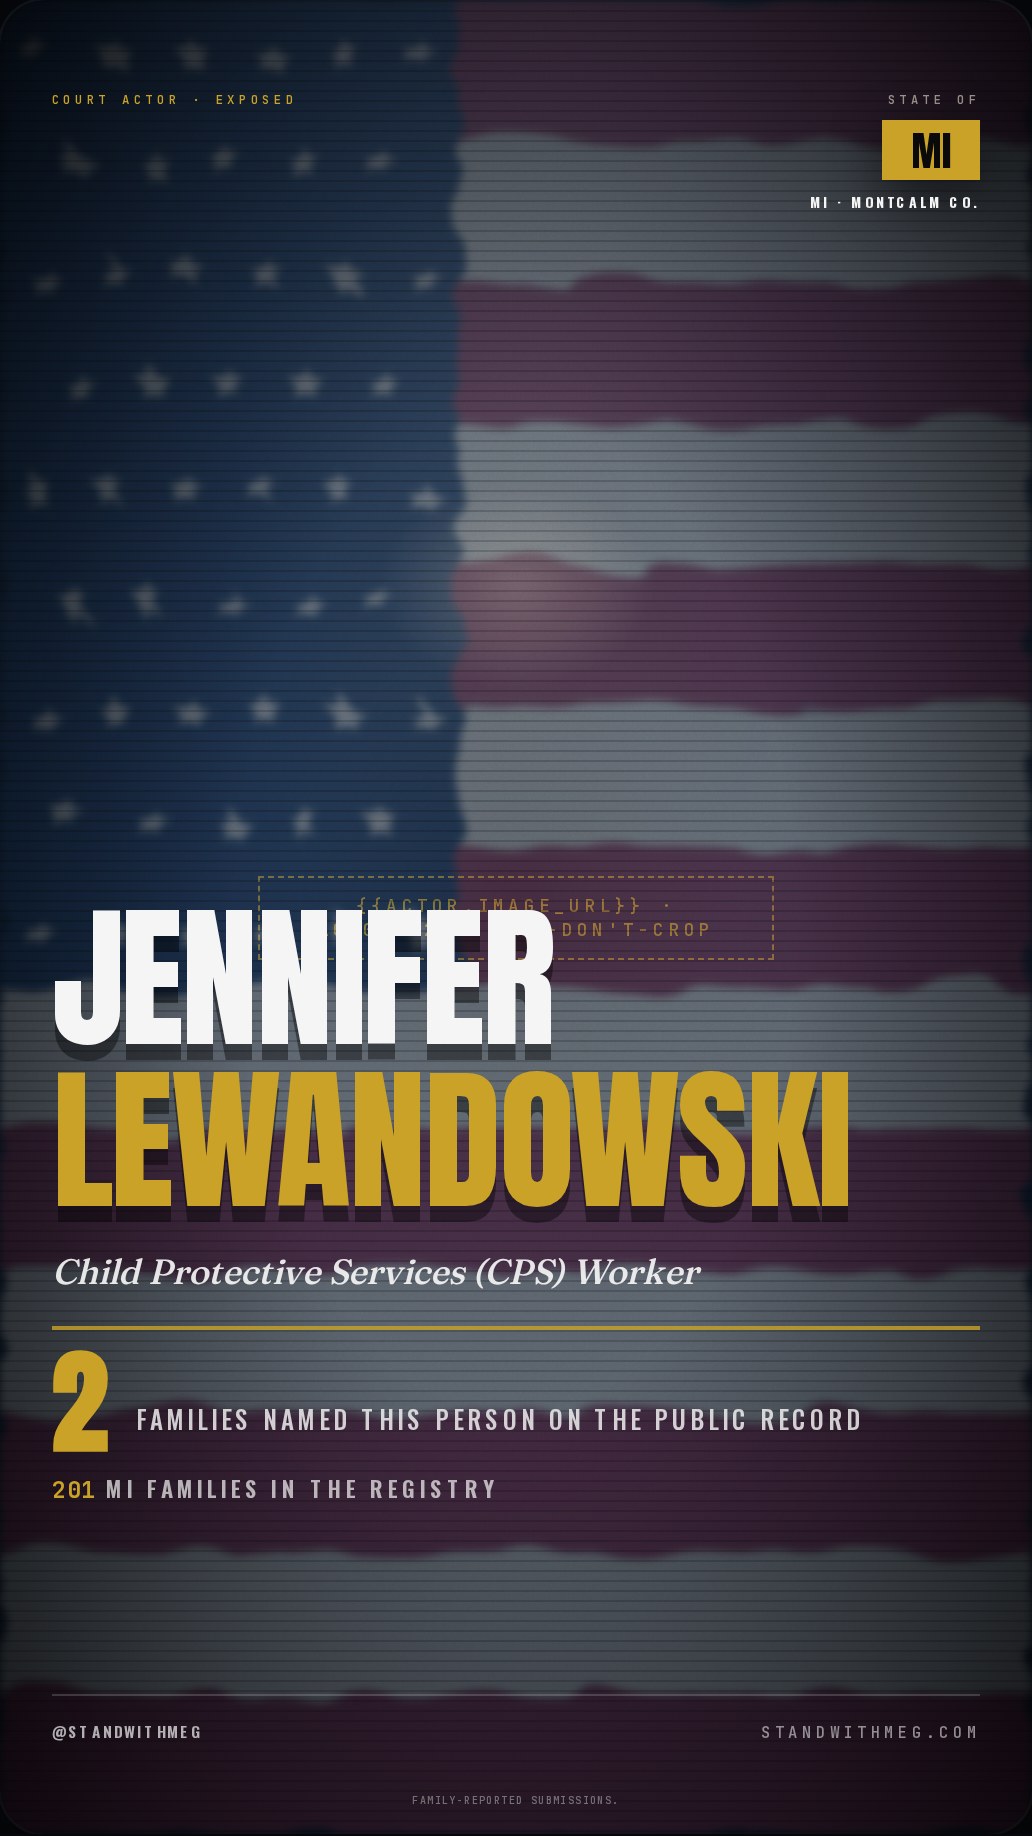 COURT ACTOR · EXPOSED
STATE OF
MI
MI · MONTCALM CO.
{{ACTOR_IMAGE_URL}} ·
-DON'T-CROP
JENNIFER
LEWANDOWSKI
Child Protective Services (CPS) Worker
2 FAMILIES NAMED THIS PERSON ON THE PUBLIC RECORD
201 MI FAMILIES IN THE REGISTRY
@STANDWITHMEG
STANDWITHMEG.COM
FAMILY-REPORTED SUBMISSIONS.